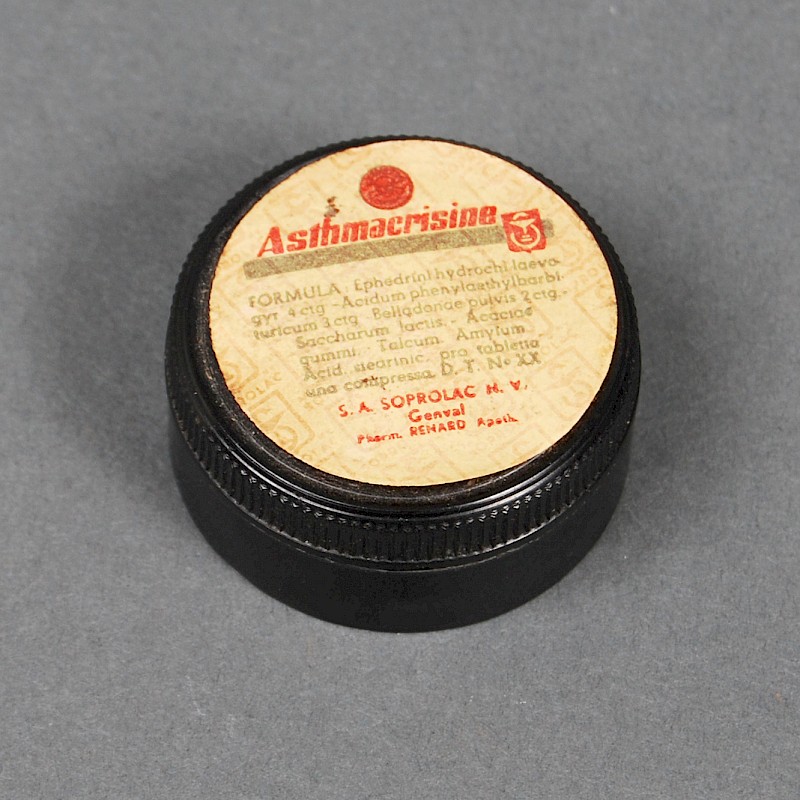 Asthmacrisine
FORMULA : Ephedrini hydrochl. laevo-
gyr. 4 ctg - Acidum phenylaethylbarbi-
turicum 3 ctg - Belladonae pulvis 2 ctg.-
Saccharum lactis. Acaciae
gummi. Talcum. Amylum
Acid. stearinic. pro tabletta
una compressa. D. T. No XX
S. A. SOPROLAC N. V.
Genval
Pharm. RENARD Apoth.